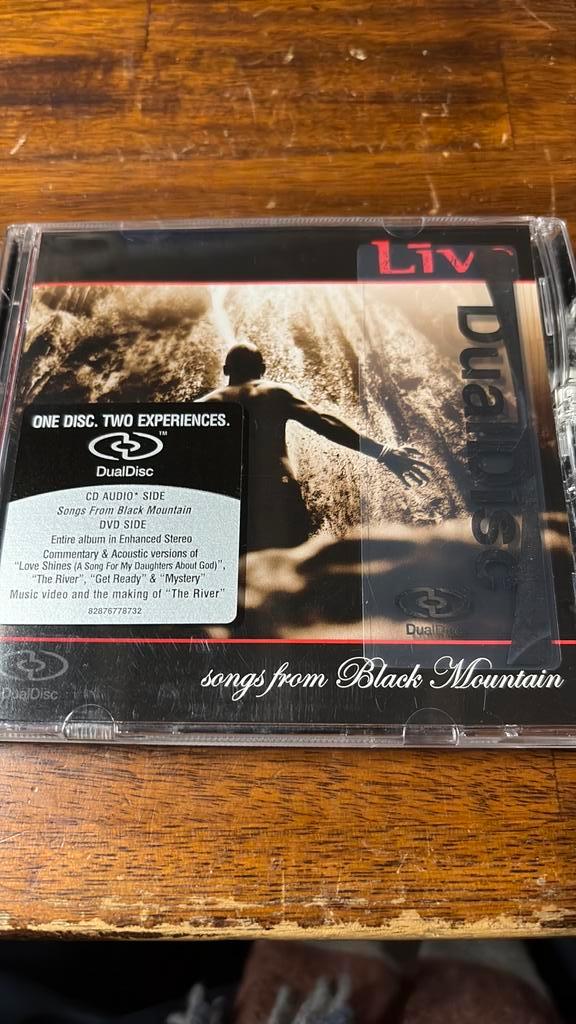 Līv
DualDisc
ONE DISC. TWO EXPERIENCES.
™
DualDisc
CD AUDIO* SIDE
Songs From Black Mountain
DVD SIDE
Entire album in Enhanced Stereo
Commentary & Acoustic versions of
"Love Shines (A Song For My Daughters About God)",
"The River", "Get Ready" & "Mystery"
Music video and the making of "The River"
82876778732
DualDisc
DualDisc
songs from Black Mountain